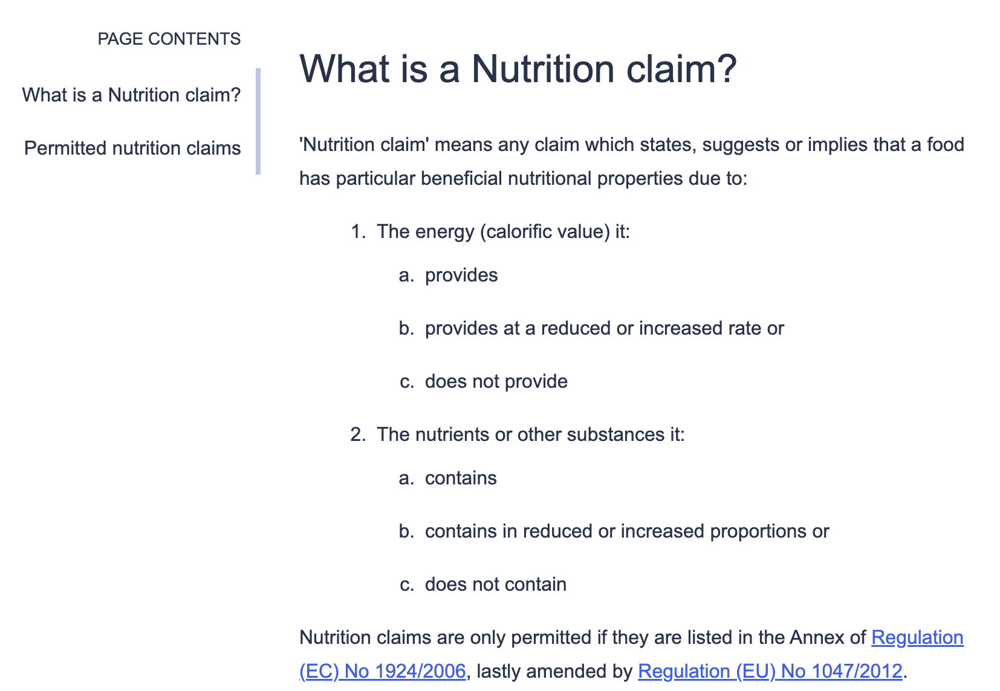 PAGE CONTENTS
What is a Nutrition claim?
Permitted nutrition claims
What is a Nutrition claim?
'Nutrition claim' means any claim which states, suggests or implies that a food
has particular beneficial nutritional properties due to:
1. The energy (calorific value) it:
a. provides
b. provides at a reduced or increased rate or
c. does not provide
2. The nutrients or other substances it:
a. contains
b. contains in reduced or increased proportions or
c. does not contain
Nutrition claims are only permitted if they are listed in the Annex of Regulation
(EC) No 1924/2006, lastly amended by Regulation (EU) No 1047/2012.